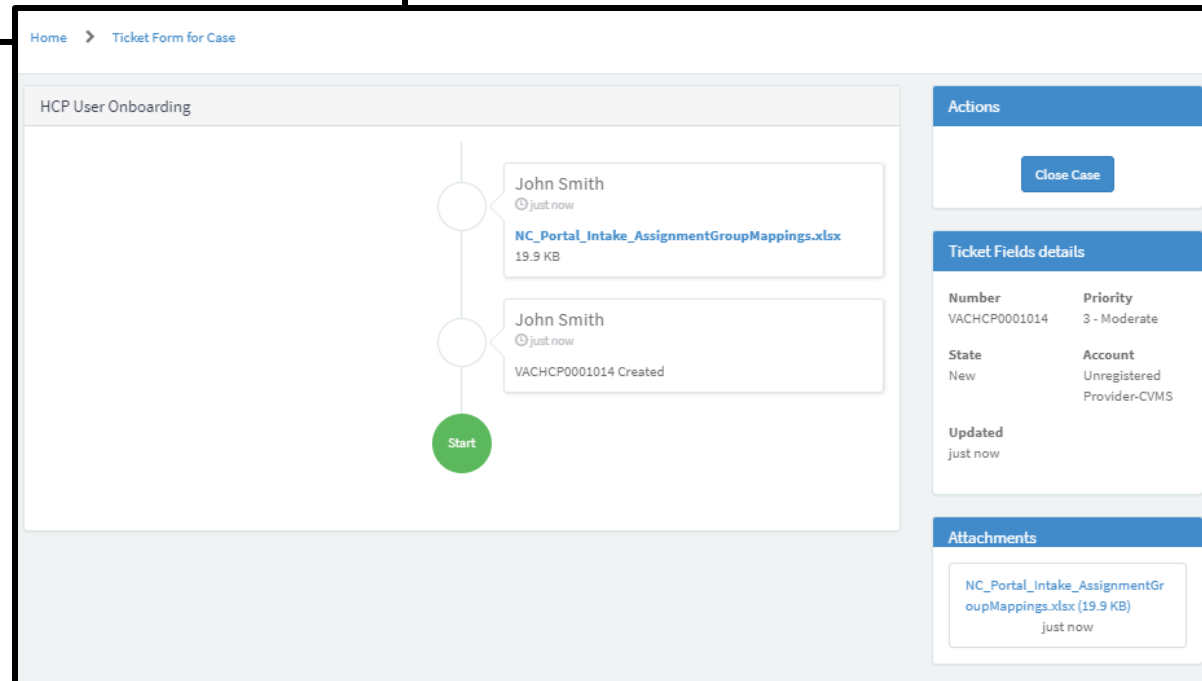 Home > Ticket Form for Case
HCP User Onboarding
John Smith
just now
NC_Portal_Intake_AssignmentGroupMappings.xlsx
19.9 KB
John Smith
just now
VACHCP0001014 Created
Start
Actions
Close Case
Ticket Fields details
Number
VACHCP0001014
Priority
3 - Moderate
State
New
Account
Unregistered
Provider-CVMS
Updated
just now
Attachments
NC_Portal_Intake_AssignmentGr
oupMappings.xlsx (19.9 KB)
just now